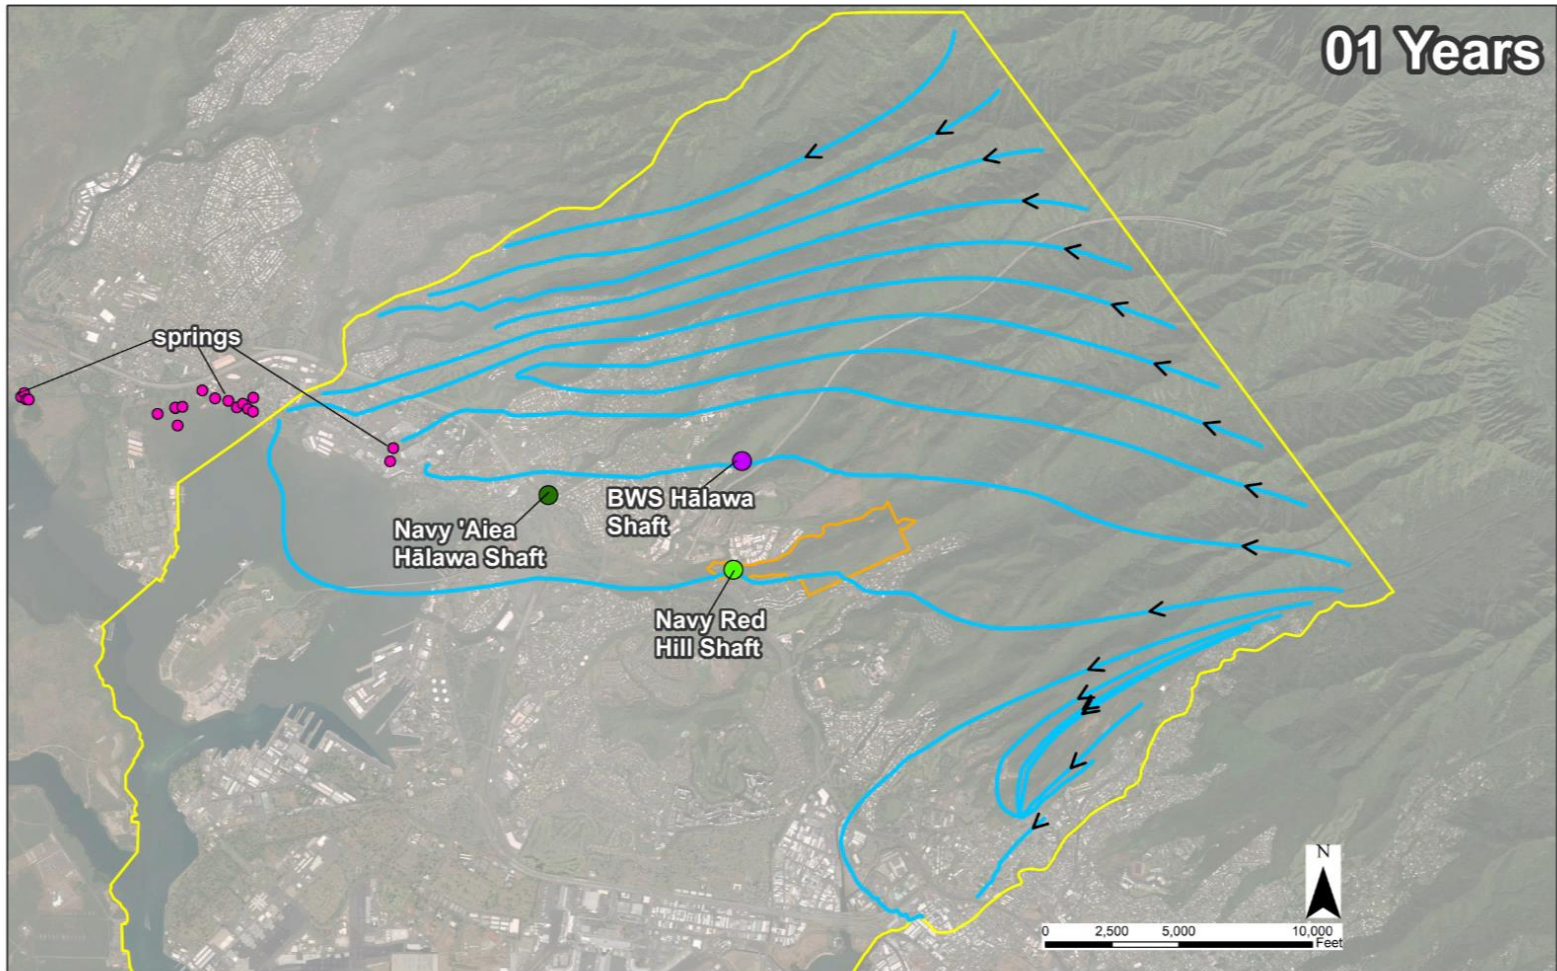 01 Years
springs
BWS Hālawa
Shaft
Navy 'Aiea
Hālawa Shaft
Navy Red
Hill Shaft
N
0 2,500 5,000 10,000
Feet